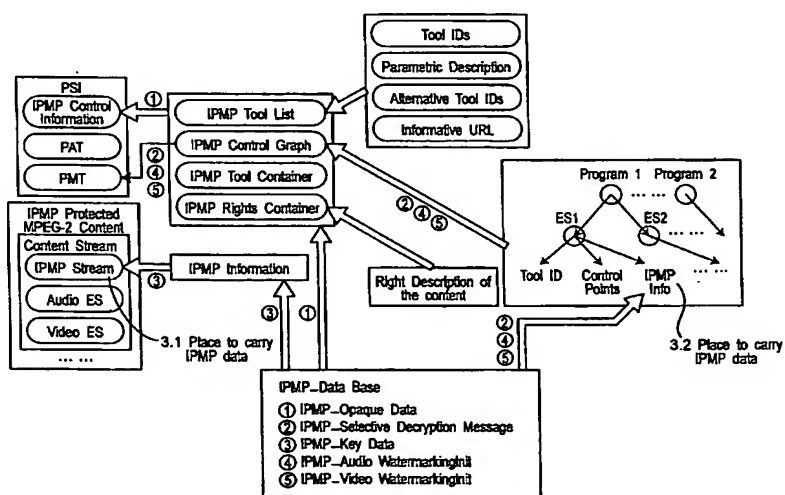 Tool IDs
Parametric Description
Alternative Tool IDs
Informative URL
PSI
IPMP Control
Information
PAT
PMT
①
②
④
⑤
IPMP Tool List
IPMP Control Graph
IPMP Tool Container
IPMP Rights Container
②④⑤
Program 1 Program 2
ES1
ES2
Tool ID
Control
Points
IPMP
Info
IPMP Protected
MPEG-2 Content
Content Stream
IPMP Stream
Audio ES
Video ES
③
IPMP Information
Right Description of
the content
3.1 Place to carry
IPMP data
③
①
②
④
⑤
3.2 Place to carry
IPMP data
IPMP_Data Base
① IPMP_Opaque Data
② IPMP_Selective Decryption Message
③ IPMP_Key Data
④ IPMP_Audio WatermarkingInit
⑤ IPMP_Video WatermarkingInit